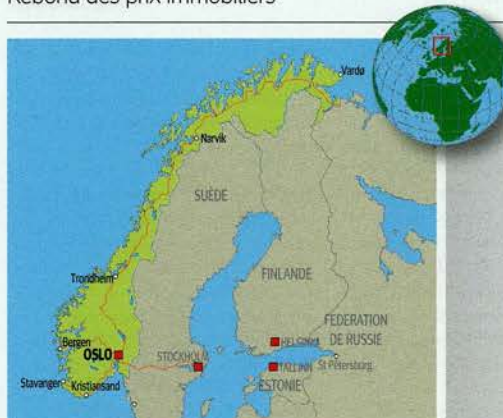 Rebond des prix immobiliers
Vardø
Narvik
SUÈDE
Trondheim
FINLANDE
FEDERATION
DE RUSSIE
Bergen
OSLO
HELSINKI
STOCKHOLM
TALLINN
St Pétersburg
Stavanger
ESTONIE
Kristiansand